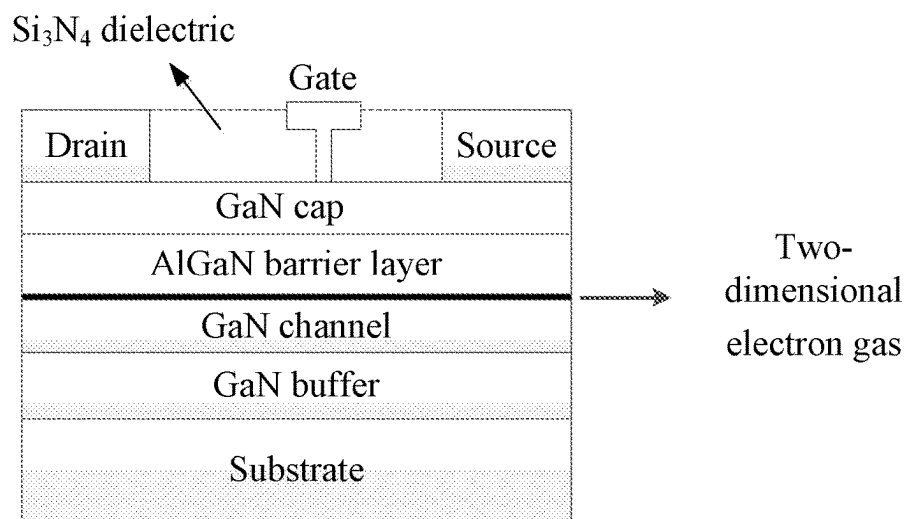 Si₃N₄ dielectric
Gate
Drain
Source
GaN cap
AlGaN barrier layer
GaN channel
GaN buffer
Substrate
Two-
dimensional
electron gas